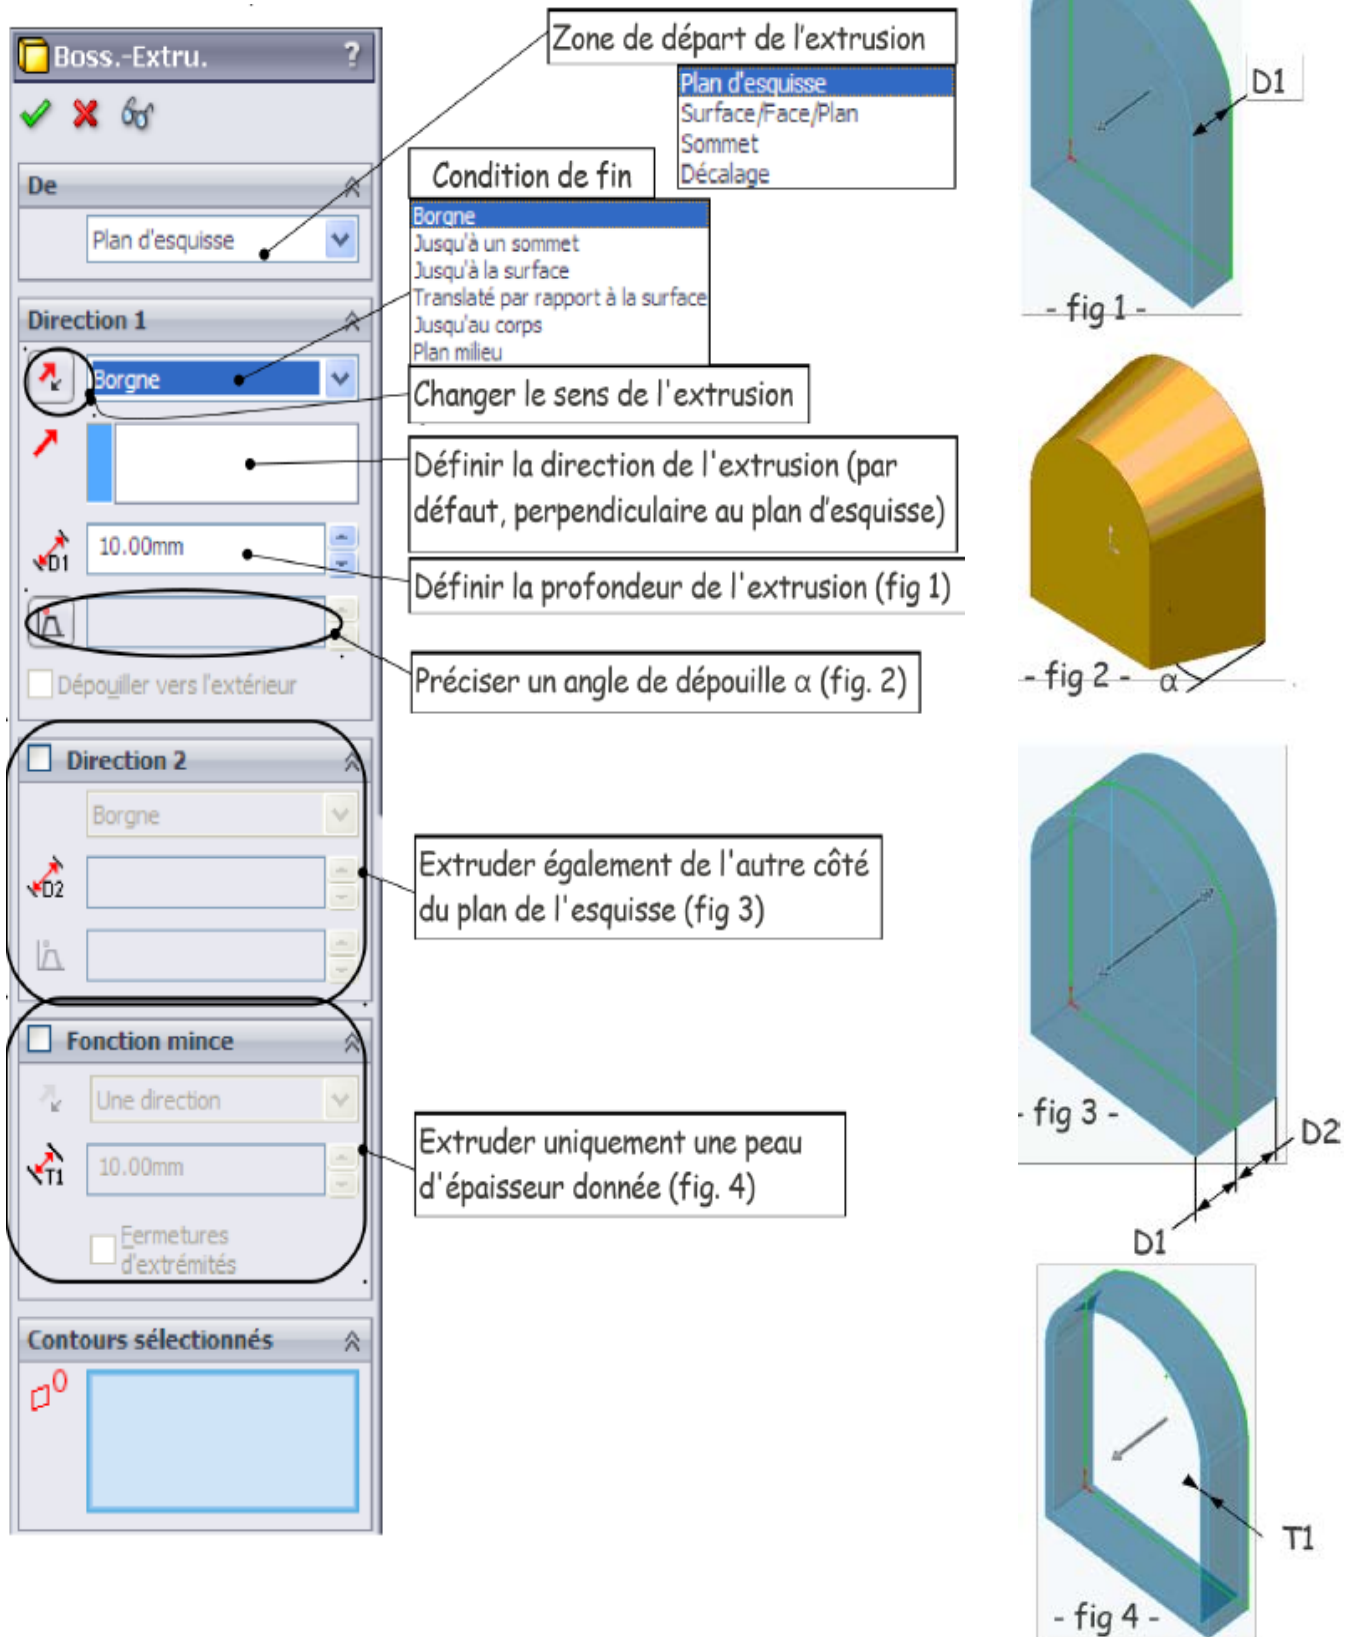 Boss.-Extru. ?
De
Plan d'esquisse
Direction 1
Borgne
D1
10.00mm
Dépouiller vers l'extérieur
Direction 2
Borgne
D2
Fonction mince
Une direction
T1
10.00mm
Fermetures
d'extrémités
Contours sélectionnés
Zone de départ de l'extrusion
Plan d'esquisse
Surface/Face/Plan
Sommet
Décalage
Condition de fin
Borgne
Jusqu'à un sommet
Jusqu'à la surface
Translaté par rapport à la surface
Jusqu'au corps
Plan milieu
Changer le sens de l'extrusion
Définir la direction de l'extrusion (par
défaut, perpendiculaire au plan d'esquisse)
Définir la profondeur de l'extrusion (fig 1)
Préciser un angle de dépouille α (fig. 2)
Extruder également de l'autre côté
du plan de l'esquisse (fig 3)
Extruder uniquement une peau
d'épaisseur donnée (fig. 4)
D1
- fig 1 -
- fig 2 -
α
- fig 3 -
D2
D1
T1
- fig 4 -